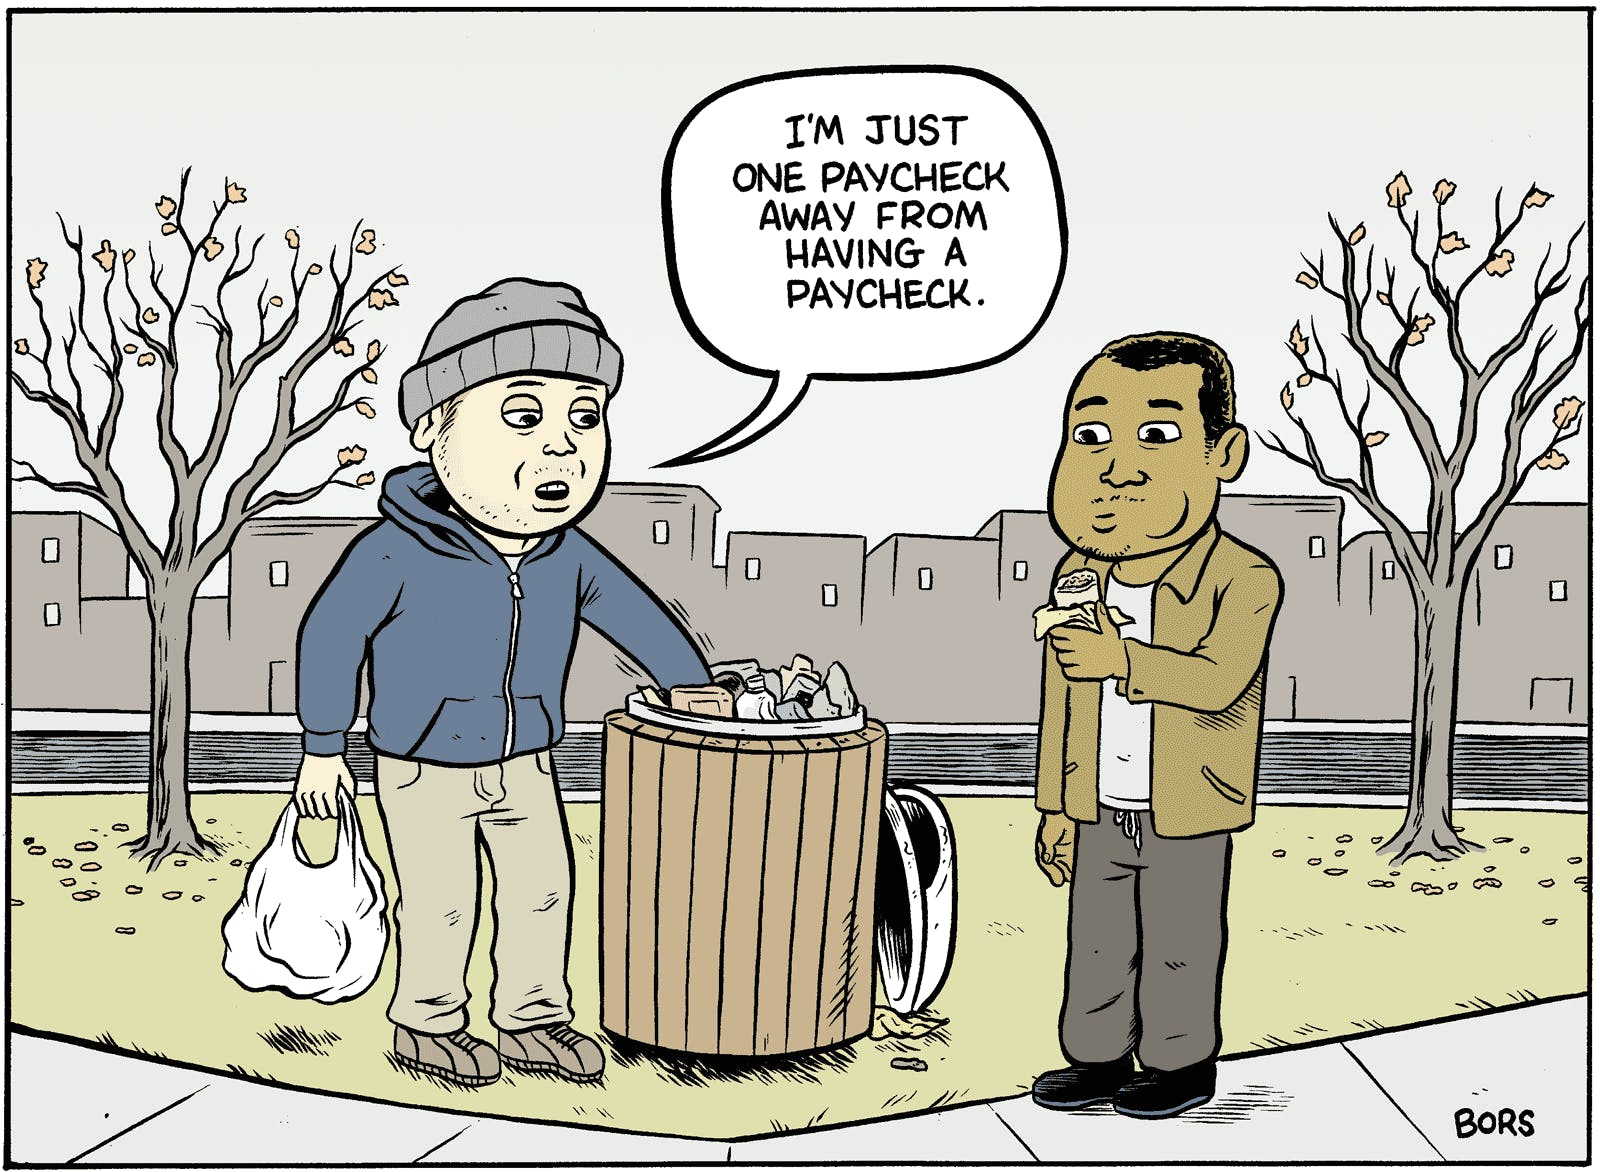 I'M JUST
ONE PAYCHECK
AWAY FROM
HAVING A
PAYCHECK.
BORS